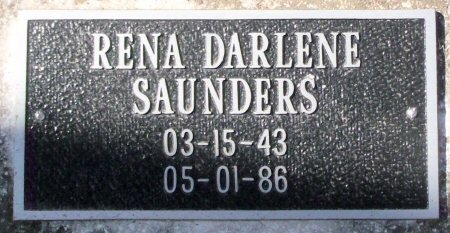 RENA DARLENE
SAUNDERS
03-15-43
05-01-86